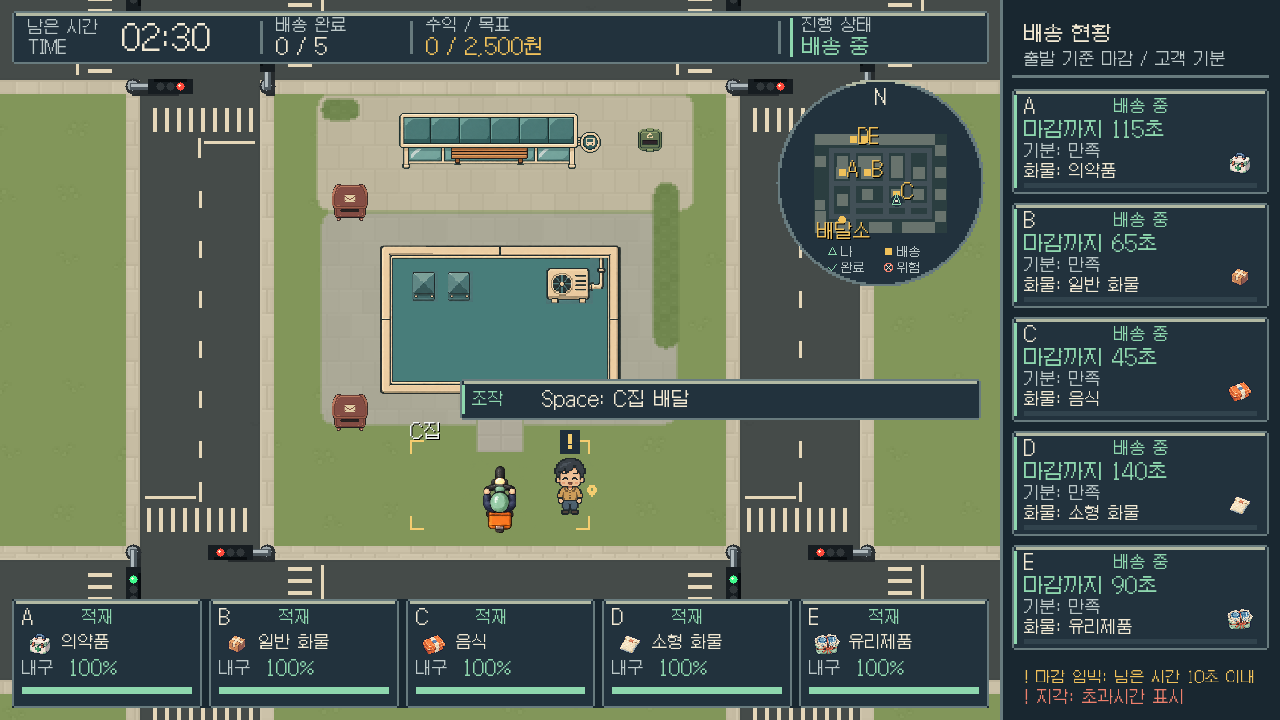 남은 시간
TIME
02:30
배송 완료
0 / 5
수익 / 목표
0 / 2,500원
진행 상태
배송 중
N
DE
A B
C
배달소
나
배송
완료
위험
C집
!
조작 Space: C집 배달
배송 현황
출발 기준 마감 / 고객 기분
A 배송 중
마감까지 115초
기분: 만족
화물: 의약품
B 배송 중
마감까지 65초
기분: 만족
화물: 일반 화물
C 배송 중
마감까지 45초
기분: 만족
화물: 음식
D 배송 중
마감까지 140초
기분: 만족
화물: 소형 화물
E 배송 중
마감까지 90초
기분: 만족
화물: 유리제품
! 마감 임박: 남은 시간 10초 이내
! 지각: 초과시간 표시
A 적재
의약품
내구 100%
B 적재
일반 화물
내구 100%
C 적재
음식
내구 100%
D 적재
소형 화물
내구 100%
E 적재
유리제품
내구 100%